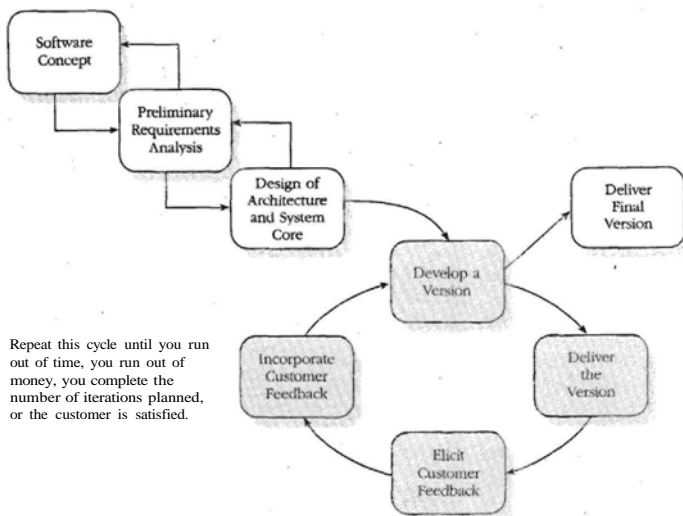 Software
Concept
Preliminary
Requirements
Analysis
Design of
Architecture
and System
Core
Deliver
Final
Version
Develop a
Version
Repeat this cycle until you run
out of time, you run out of
money, you complete the
number of iterations planned,
or the customer is satisfied.
Incorporate
Customer
Feedback
Deliver
the
Version
Elicit
Customer
Feedback